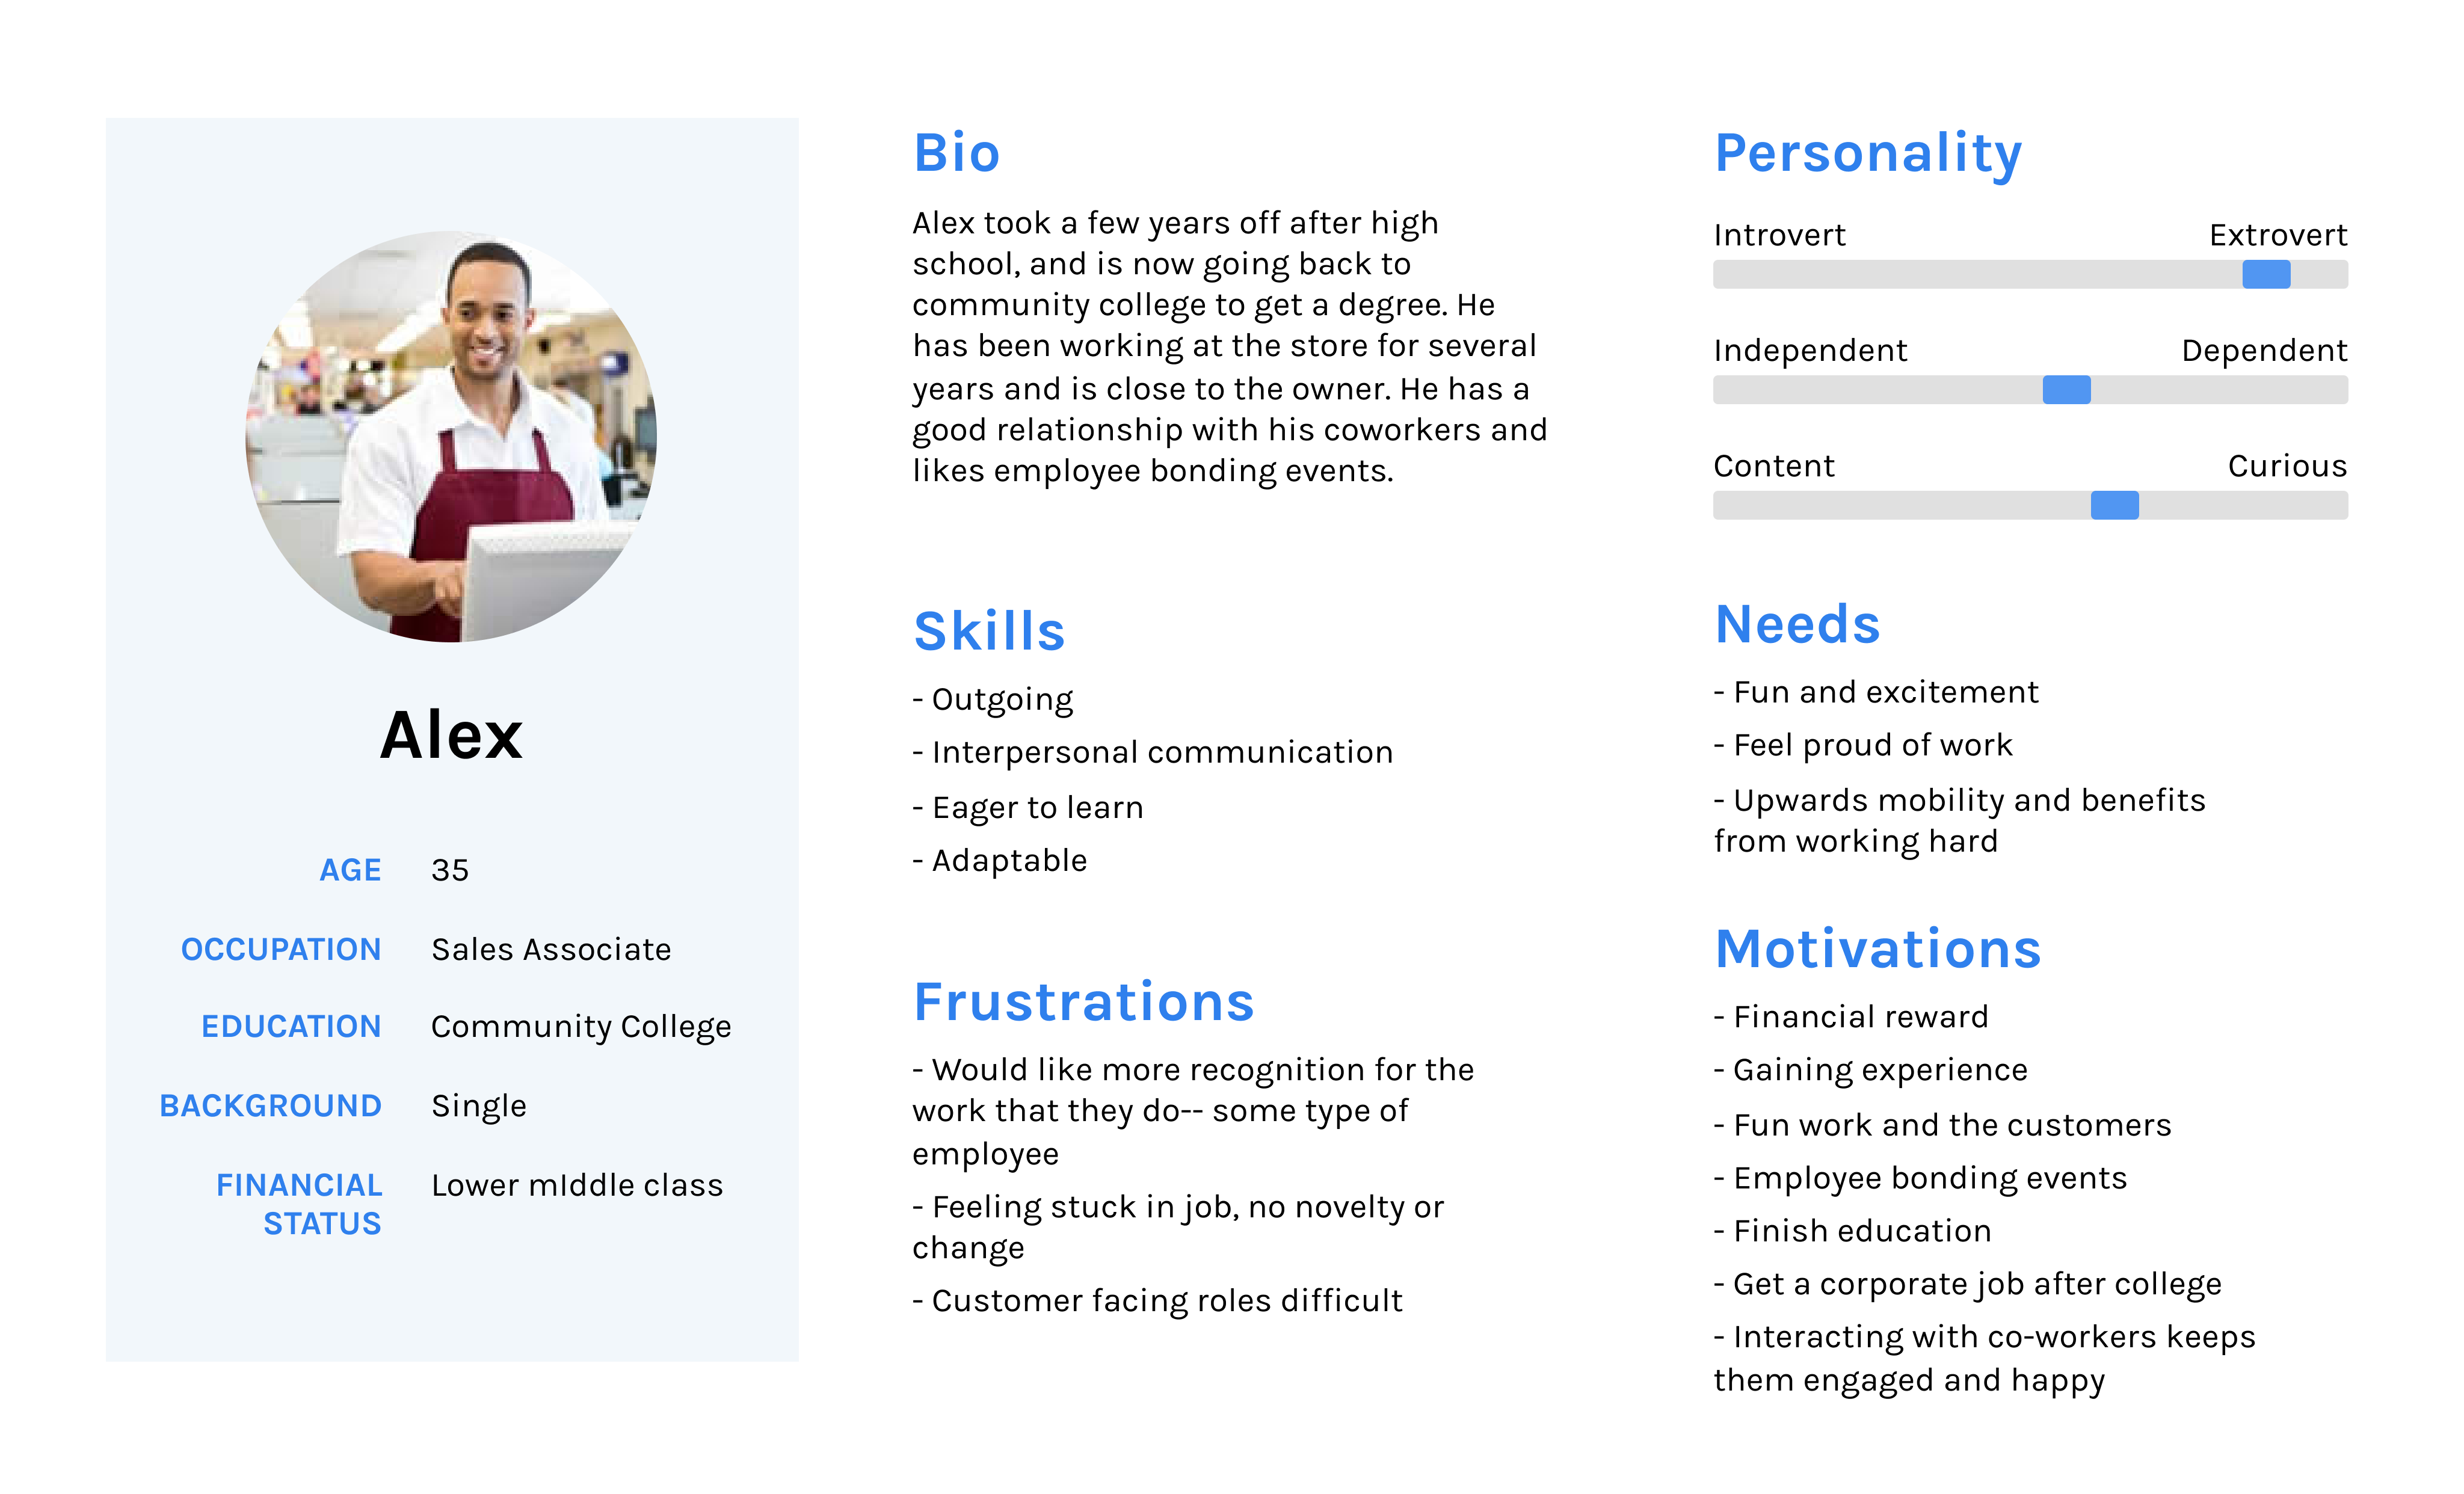 Alex
AGE 35
OCCUPATION Sales Associate
EDUCATION Community College
BACKGROUND Single
FINANCIAL Lower mIddle class
STATUS
Bio
Alex took a few years off after high
school, and is now going back to
community college to get a degree. He
has been working at the store for several
years and is close to the owner. He has a
good relationship with his coworkers and
likes employee bonding events.
Skills
- Outgoing
- Interpersonal communication
- Eager to learn
- Adaptable
Frustrations
- Would like more recognition for the
work that they do-- some type of
employee
- Feeling stuck in job, no novelty or
change
- Customer facing roles difficult
Personality
Introvert Extrovert
Independent Dependent
Content Curious
Needs
- Fun and excitement
- Feel proud of work
- Upwards mobility and benefits
from working hard
Motivations
- Financial reward
- Gaining experience
- Fun work and the customers
- Employee bonding events
- Finish education
- Get a corporate job after college
- Interacting with co-workers keeps
them engaged and happy